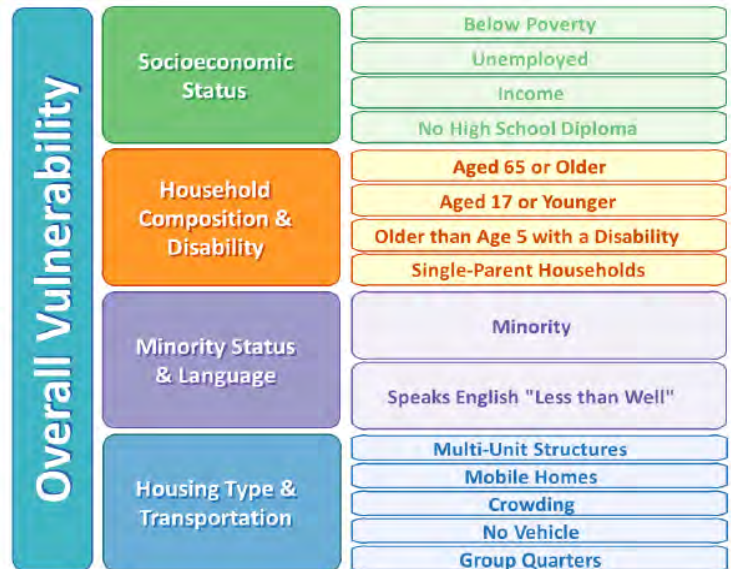 Overall Vulnerability
Socioeconomic
Status
Below Poverty
Unemployed
Income
No High School Diploma
Household
Composition &
Disability
Aged 65 or Older
Aged 17 or Younger
Older than Age 5 with a Disability
Single-Parent Households
Minority Status
& Language
Minority
Speaks English "Less than Well"
Housing Type &
Transportation
Multi-Unit Structures
Mobile Homes
Crowding
No Vehicle
Group Quarters